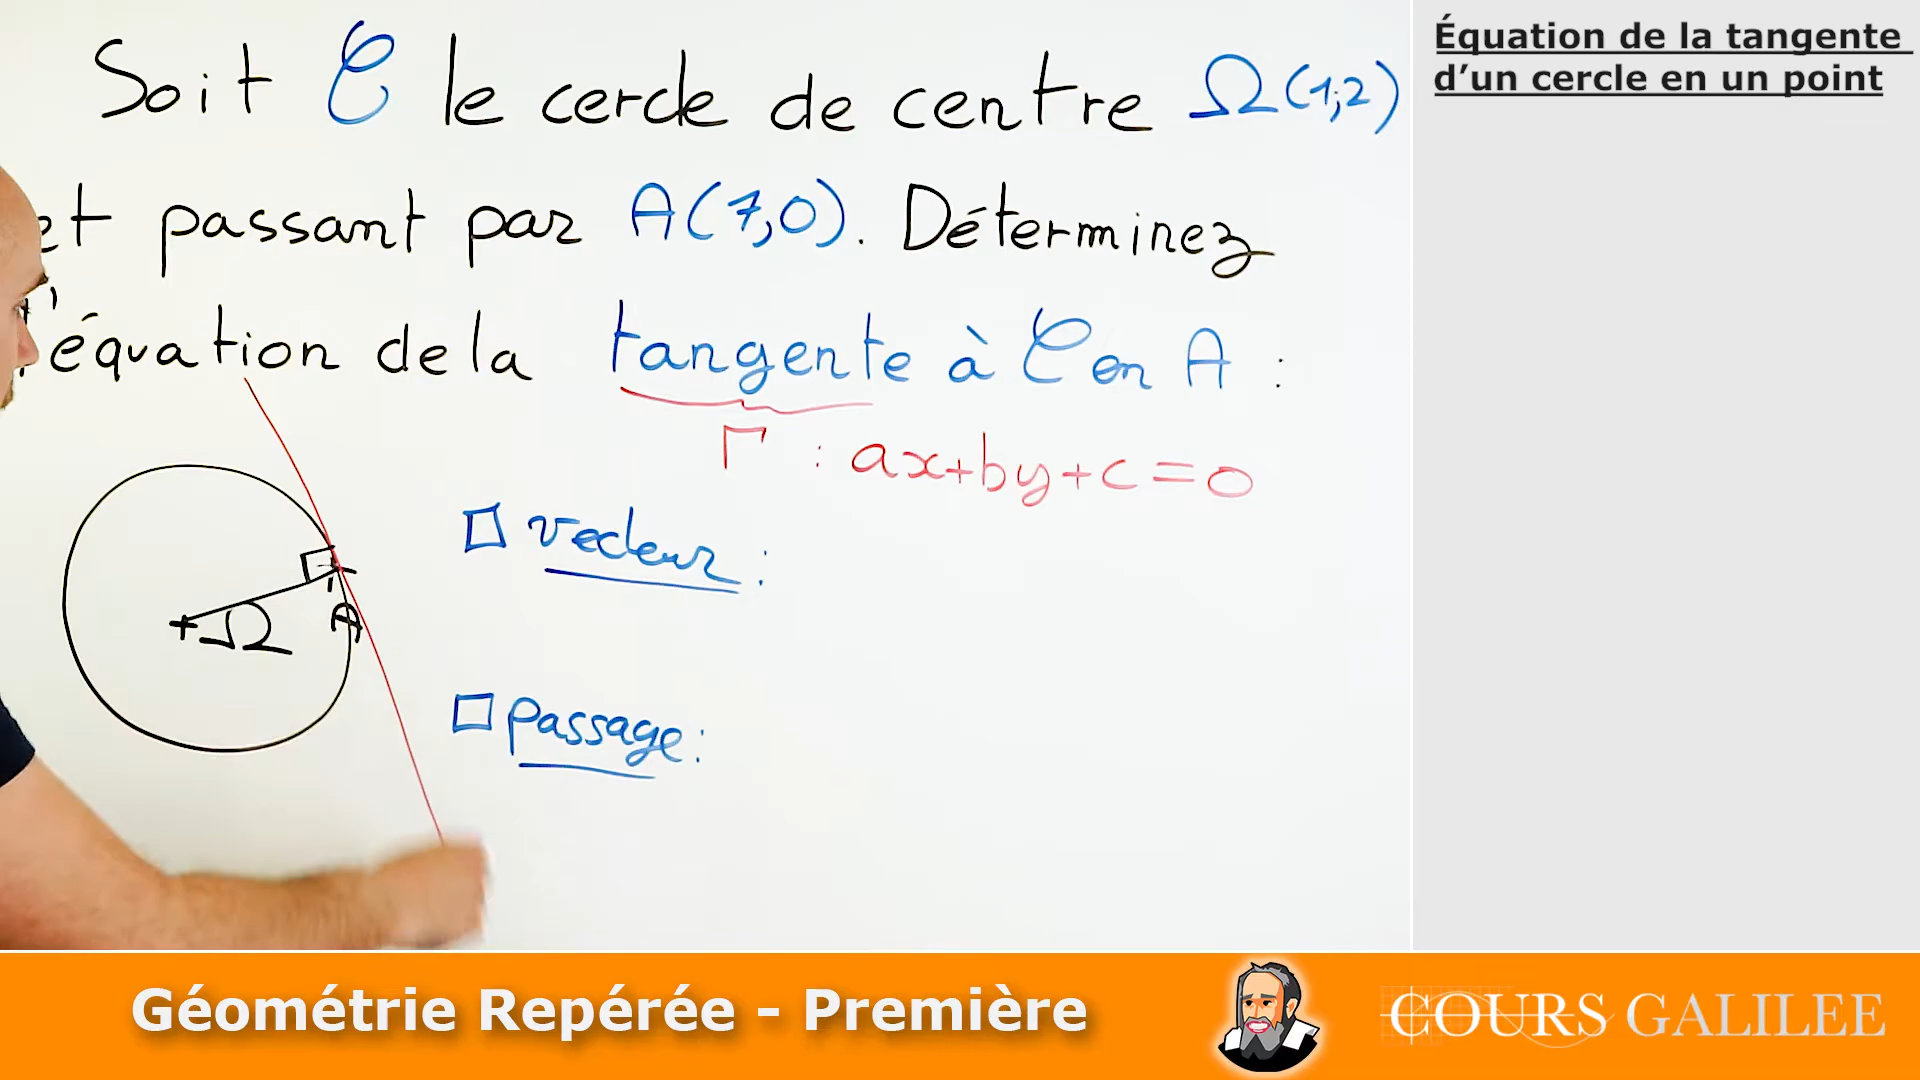 Soit C le cercle de centre Ω(1;2)
et passant par A(7,0). Déterminez
l'équation de la tangente à C en A :
Γ : ax+by+c=0
vecteur :
passage :
Ω
A
Équation de la tangente
d’un cercle en un point
Géométrie Repérée - Première
COURS GALILEE